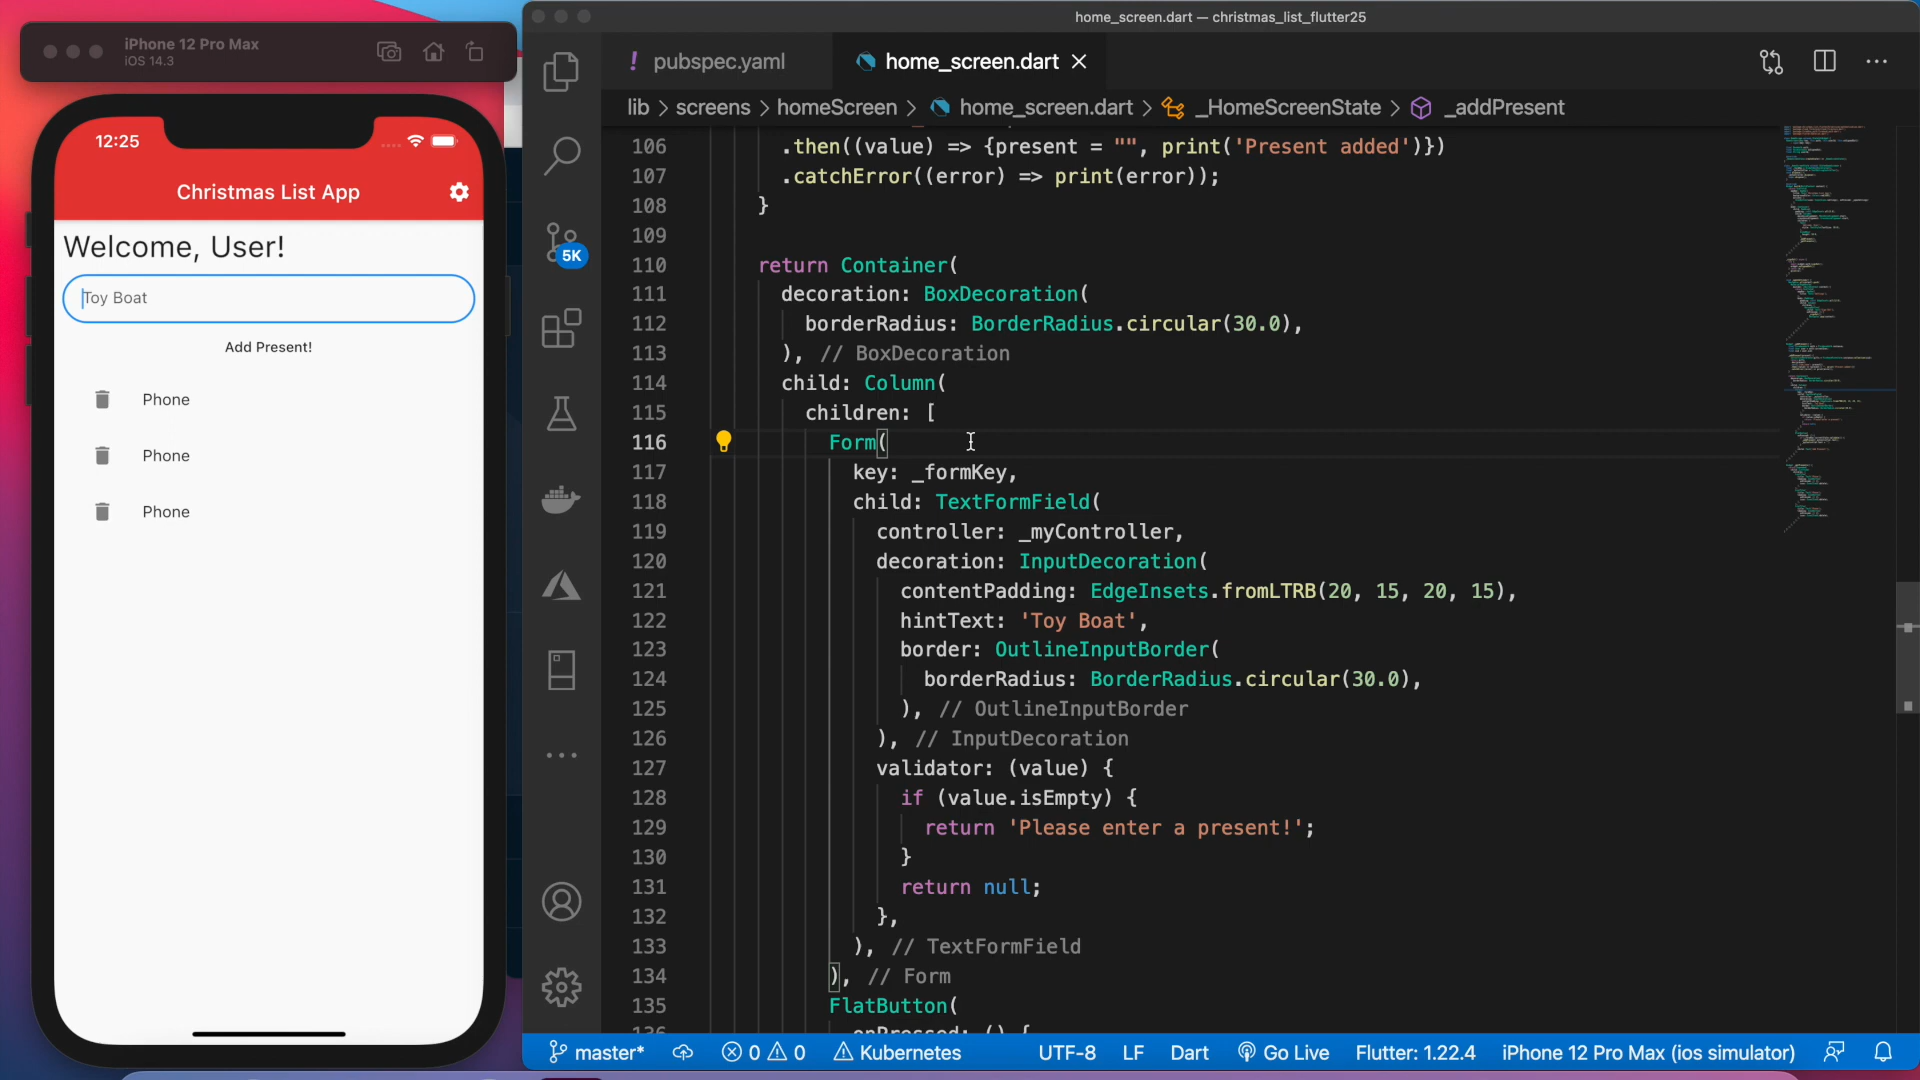 iPhone 12 Pro Max
iOS 14.3
12:25
Christmas List App
Welcome, User!
Toy Boat
Add Present!
Phone
Phone
Phone
home_screen.dart — christmas_list_flutter25
! pubspec.yaml
home_screen.dart
lib > screens > homeScreen > home_screen.dart > _HomeScreenState > _addPresent
5K
106 .then((value) => {present = "", print('Present added')})
107 .catchError((error) => print(error));
108 }
109
110 return Container(
111 decoration: BoxDecoration(
112 borderRadius: BorderRadius.circular(30.0),
113 ), // BoxDecoration
114 child: Column(
115 children: [
116 Form(
117 key: _formKey,
118 child: TextFormField(
119 controller: _myController,
120 decoration: InputDecoration(
121 contentPadding: EdgeInsets.fromLTRB(20, 15, 20, 15),
122 hintText: 'Toy Boat',
123 border: OutlineInputBorder(
124 borderRadius: BorderRadius.circular(30.0),
125 ), // OutlineInputBorder
126 ), // InputDecoration
127 validator: (value) {
128 if (value.isEmpty) {
129 return 'Please enter a present!';
130 }
131 return null;
132 },
133 ), // TextFormField
134 ), // Form
135 FlatButton(
136 onPressed: () {
master* 0 0 Kubernetes UTF-8 LF Dart Go Live Flutter: 1.22.4 iPhone 12 Pro Max (ios simulator)